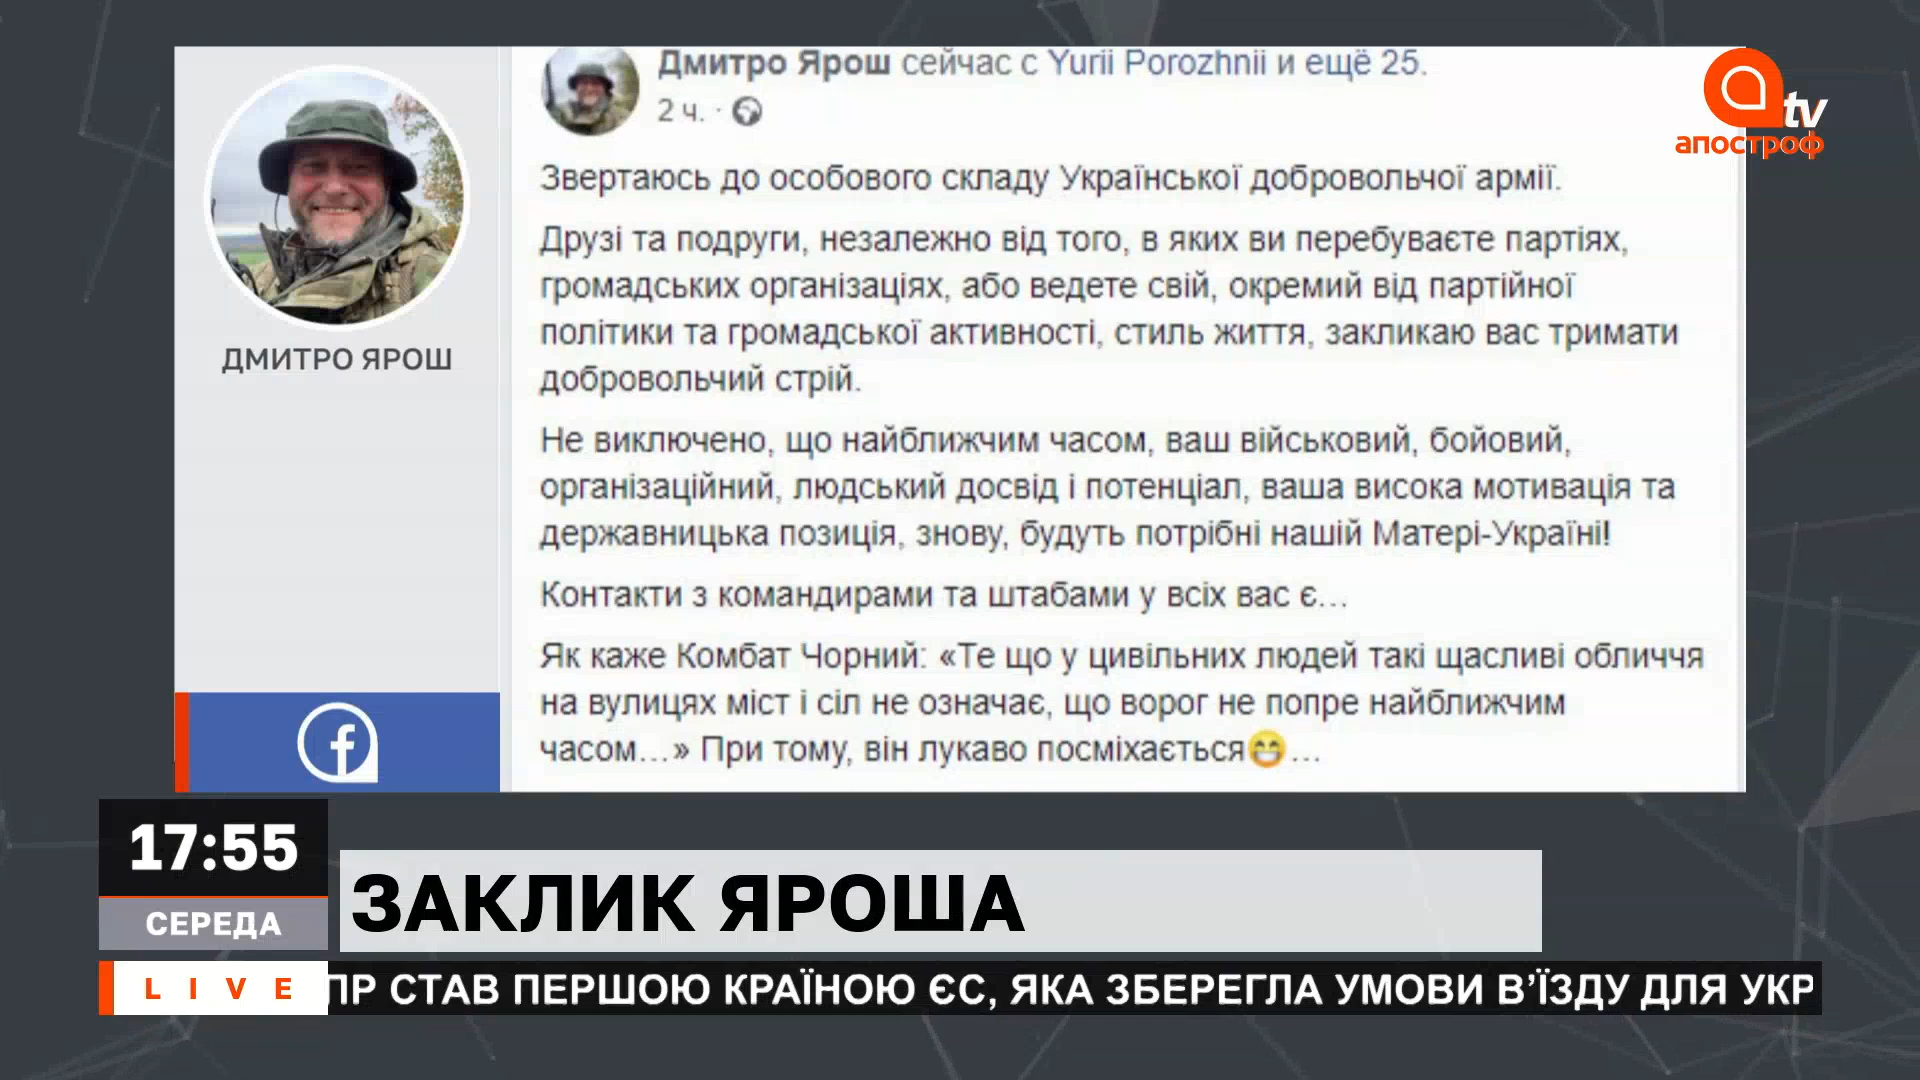 Дмитро Ярош сейчас с Yurii Porozhnii и ещё 25.
2 ч. ·
tv
апостроф
Звертаюсь до особового складу Української добровольчої армії.
Друзі та подруги, незалежно від того, в яких ви перебуваєте партіях,
громадських організаціях, або ведете свій, окремий від партійної
політики та громадської активності, стиль життя, закликаю вас тримати
добровольчий стрій.
ДМИТРО ЯРОШ
Не виключено, що найближчим часом, ваш військовий, бойовий,
організаційний, людський досвід і потенціал, ваша висока мотивація та
державницька позиція, знову, будуть потрібні нашій Матері-Україні!
Контакти з командирами та штабами у всіх вас є...
Як каже Комбат Чорний: «Те що у цивільних людей такі щасливі обличчя
на вулицях міст і сіл не означає, що ворог не попре найближчим
часом...» При тому, він лукаво посміхається😁...
17:55
СЕРЕДА
ЗАКЛИК ЯРОША
LIVE
ПР СТАВ ПЕРШОЮ КРАЇНОЮ ЄС, ЯКА ЗБЕРЕГЛА УМОВИ В’ЇЗДУ ДЛЯ УКР